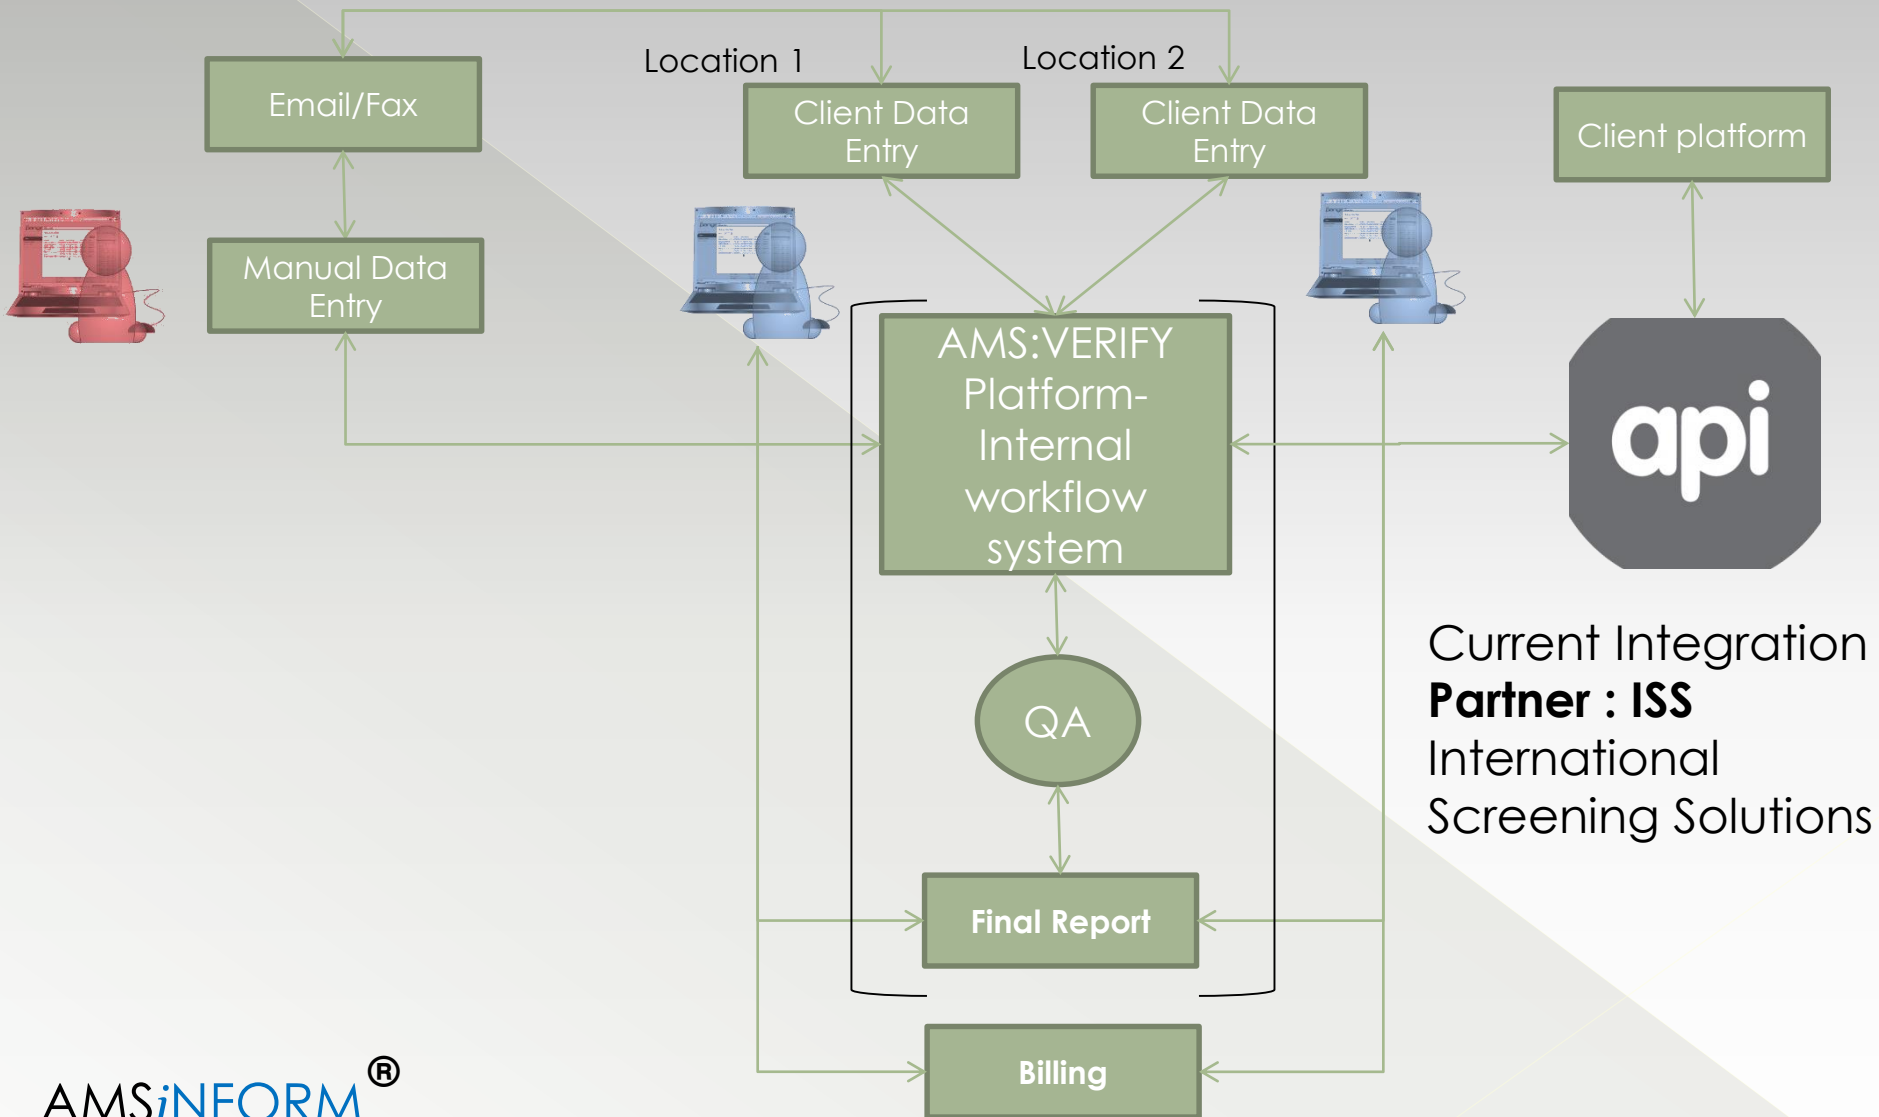 Location 1
Location 2
Email/Fax
Client Data
Entry
Client Data
Entry
Client platform
Manual Data
Entry
AMS:VERIFY
Platform-
Internal
workflow
system
api
QA
Current Integration
Partner : ISS
International
Screening Solutions
Final Report
Billing
AMSiNFORM®